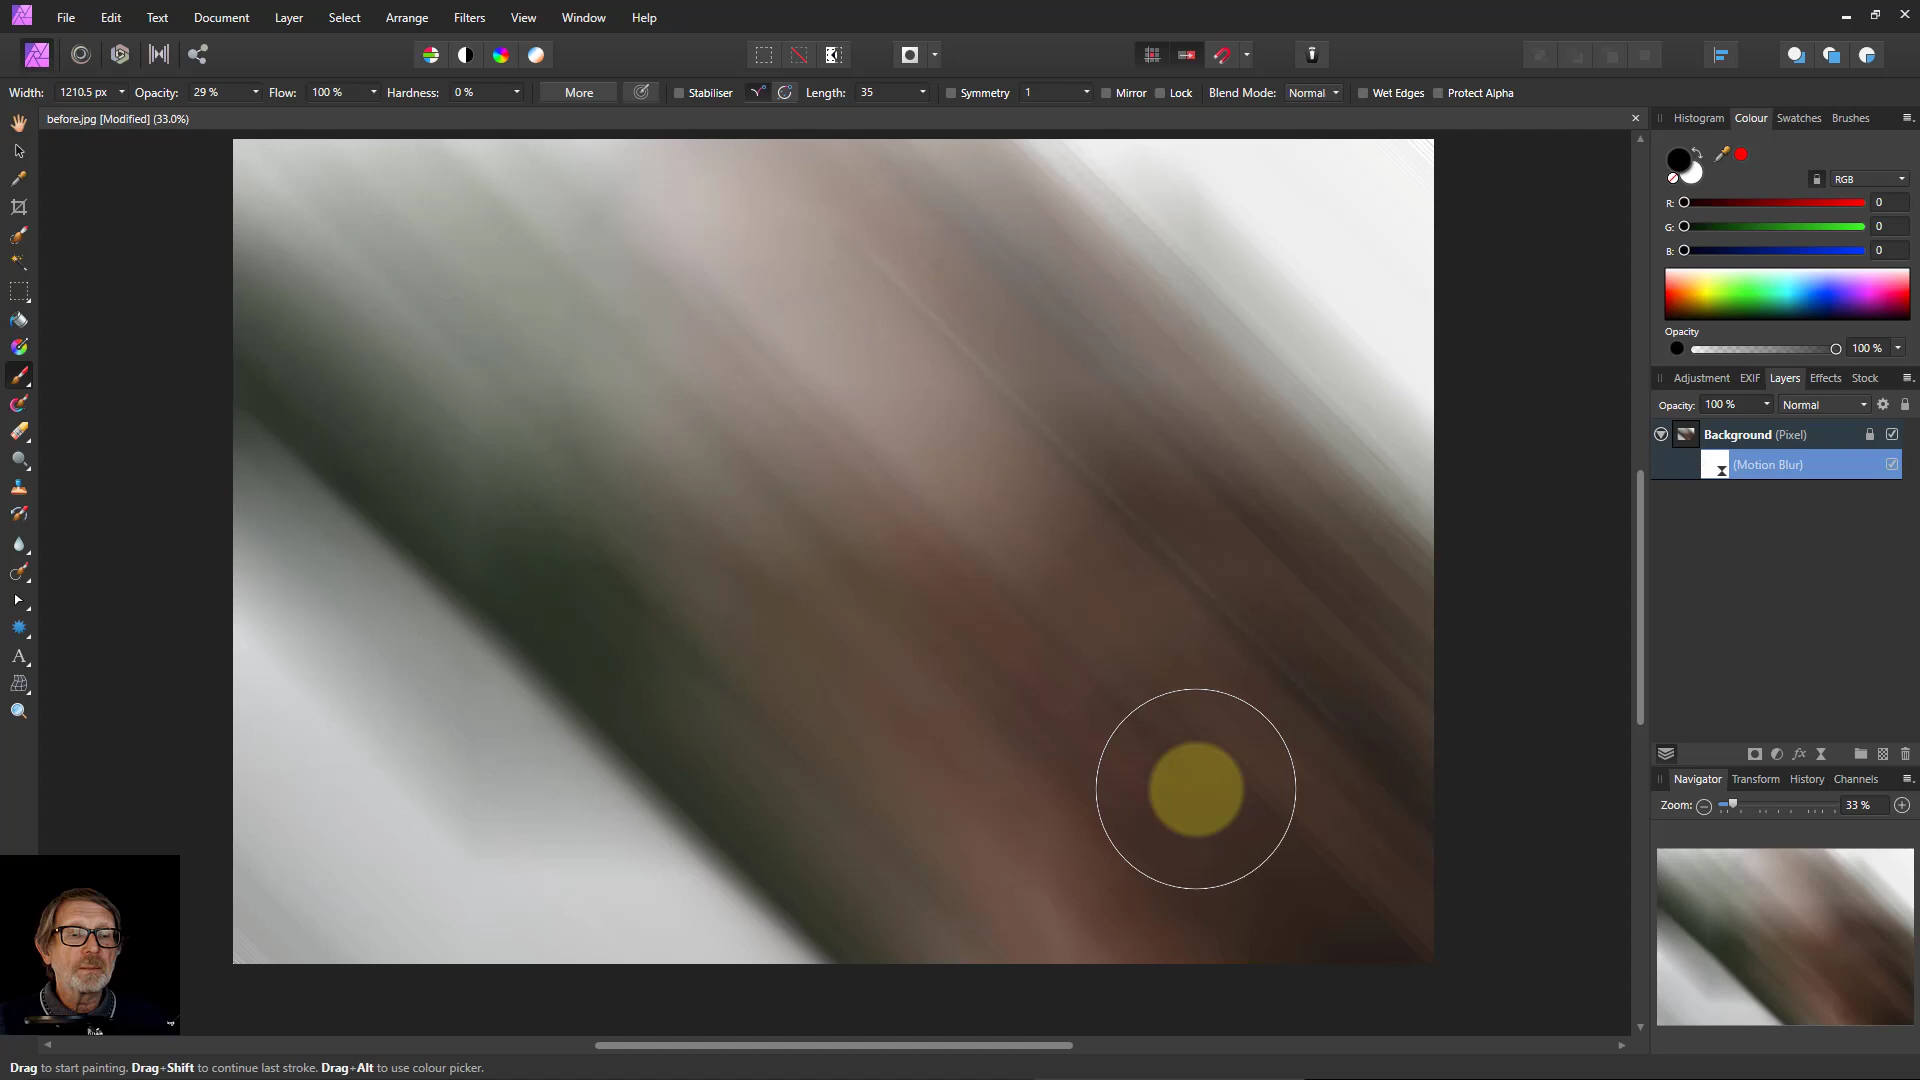 File Edit Text Document Layer Select Arrange Filters View Window Help
Width: 1210.5 px Opacity: 29 % Flow: 100 % Hardness: 0 % More Stabiliser Length: 35 Symmetry 1 Mirror Lock Blend Mode: Normal Wet Edges Protect Alpha
before.jpg [Modified] (33.0%)
Histogram Colour Swatches Brushes
RGB
R: 0
G: 0
B: 0
Opacity
100 %
Adjustment EXIF Layers Effects Stock
Opacity: 100 % Normal
Background (Pixel)
(Motion Blur)
fx
Navigator Transform History Channels
Zoom: 33 %
Drag to start painting. Drag+Shift to continue last stroke. Drag+Alt to use colour picker.